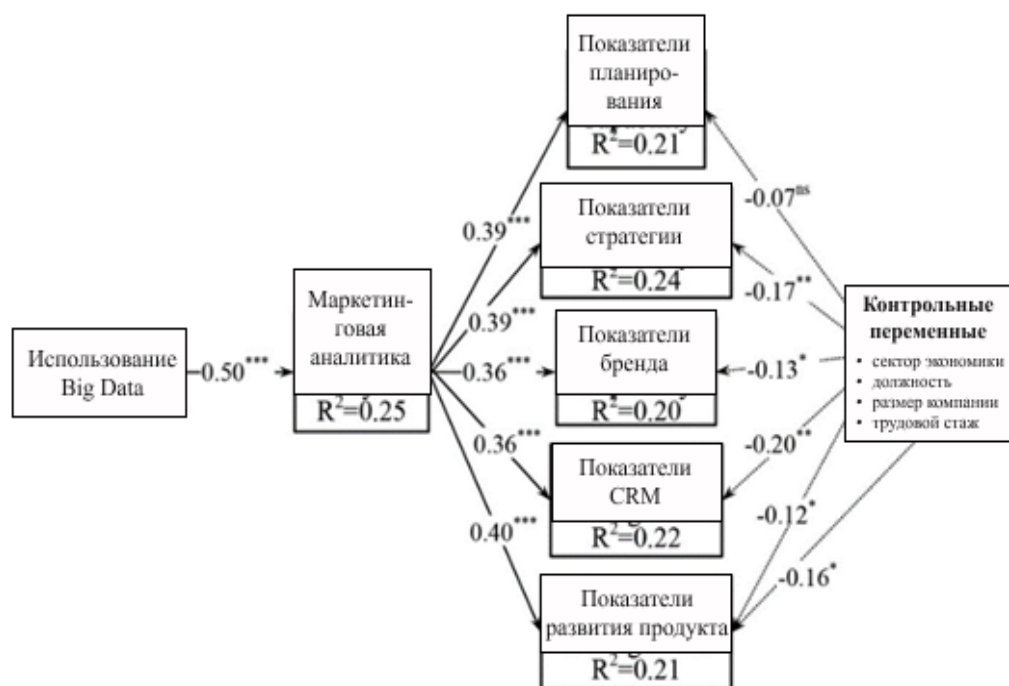 Показатели
планиро-
вания
R²=0.21
Показатели
стратегии
R²=0.24
Показатели
бренда
R²=0.20
Показатели
CRM
R²=0.22
Показатели
развития продукта
R²=0.21
Использование
Big Data
0.50***
Маркетин-
говая
аналитика
R²=0.25
0.39***
0.39***
0.36***
0.36***
0.40***
-0.07ns
-0.17**
-0.13*
-0.20**
-0.12*
-0.16*
Контрольные
переменные
• сектор экономики
• должность
• размер компании
• трудовой стаж